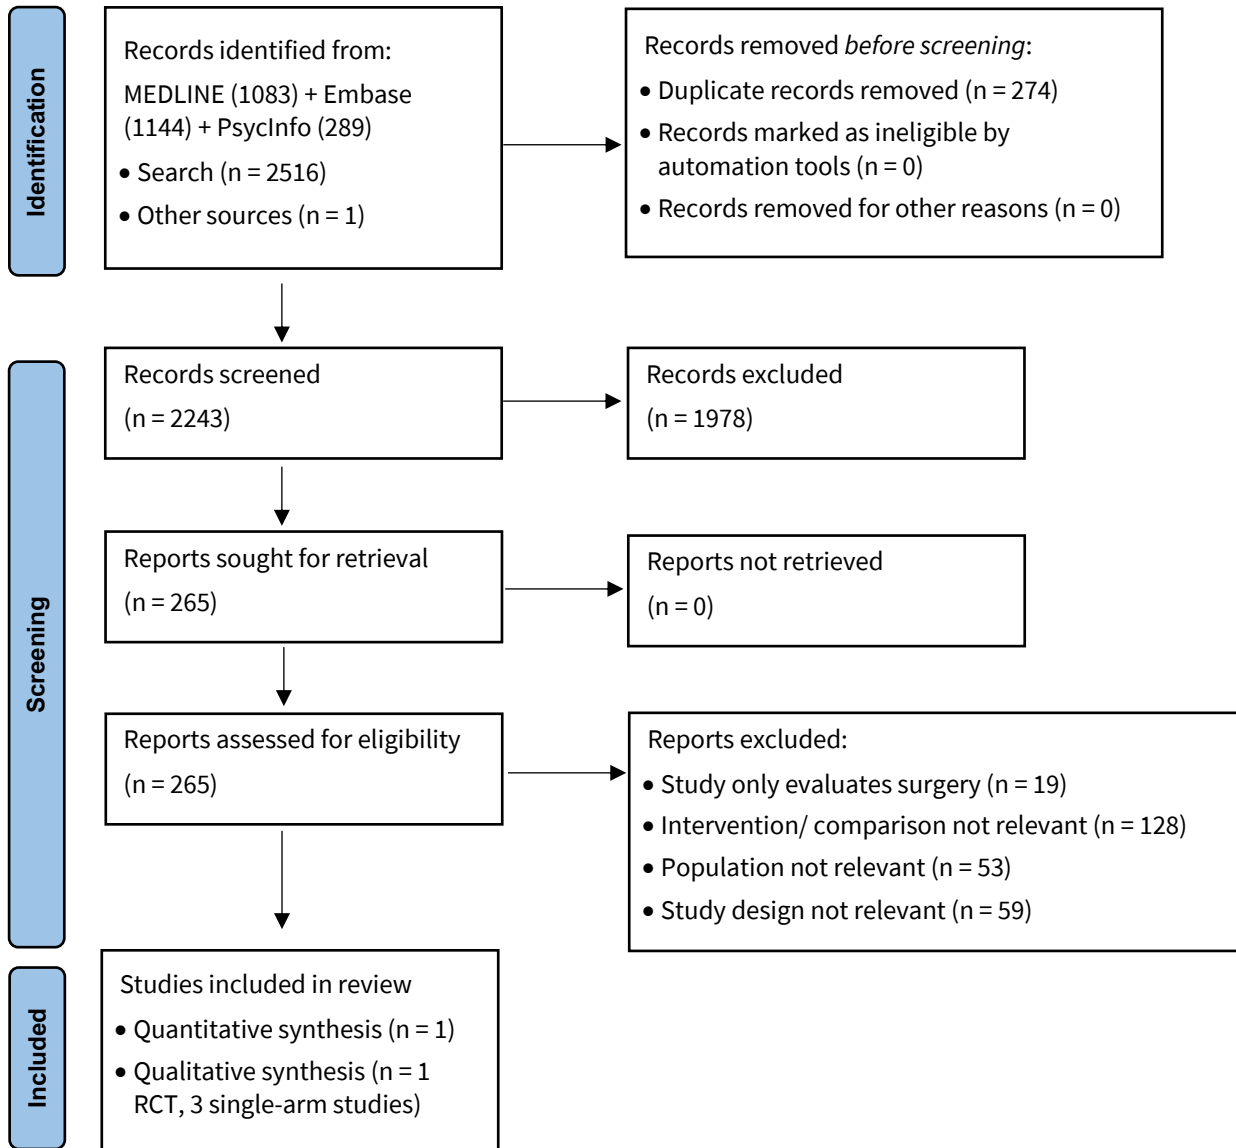 Identification
Records identified from:
MEDLINE (1083) + Embase
(1144) + PsycInfo (289)
• Search (n = 2516)
• Other sources (n = 1)
Records removed before screening:
• Duplicate records removed (n = 274)
• Records marked as ineligible by
automation tools (n = 0)
• Records removed for other reasons (n = 0)
Screening
Records screened
(n = 2243)
Records excluded
(n = 1978)
Reports sought for retrieval
(n = 265)
Reports not retrieved
(n = 0)
Reports assessed for eligibility
(n = 265)
Reports excluded:
• Study only evaluates surgery (n = 19)
• Intervention/ comparison not relevant (n = 128)
• Population not relevant (n = 53)
• Study design not relevant (n = 59)
Included
Studies included in review
• Quantitative synthesis (n = 1)
• Qualitative synthesis (n = 1
RCT, 3 single-arm studies)